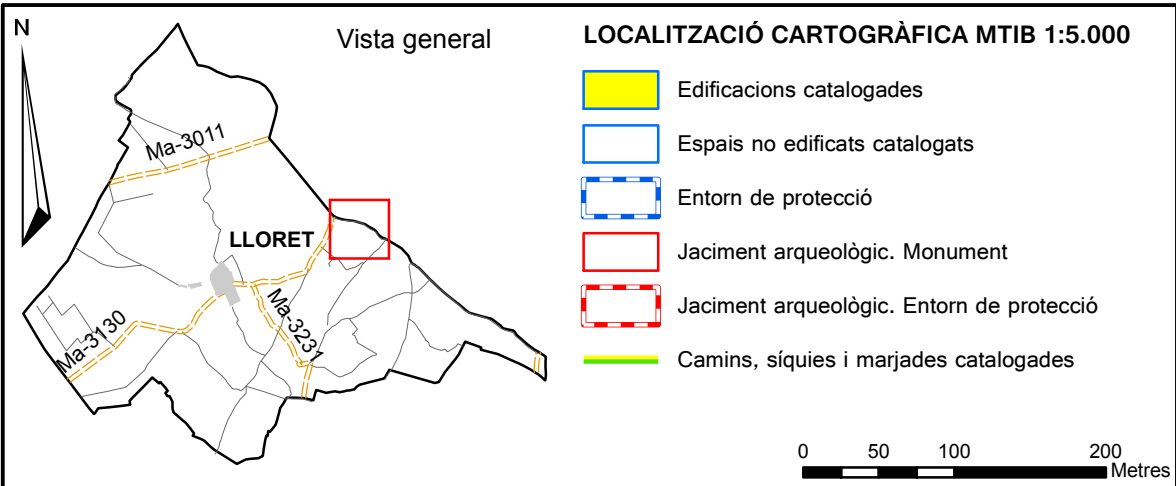 N
Vista general
Ma-3011
LLORET
Ma-3130
Ma-3231
LOCALITZACIÓ CARTOGRÀFICA MTIB 1:5.000
Edificacions catalogades
Espais no edificats catalogats
Entorn de protecció
Jaciment arqueològic. Monument
Jaciment arqueològic. Entorn de protecció
Camins, síquies i marjades catalogades
0 50 100 200
Metres